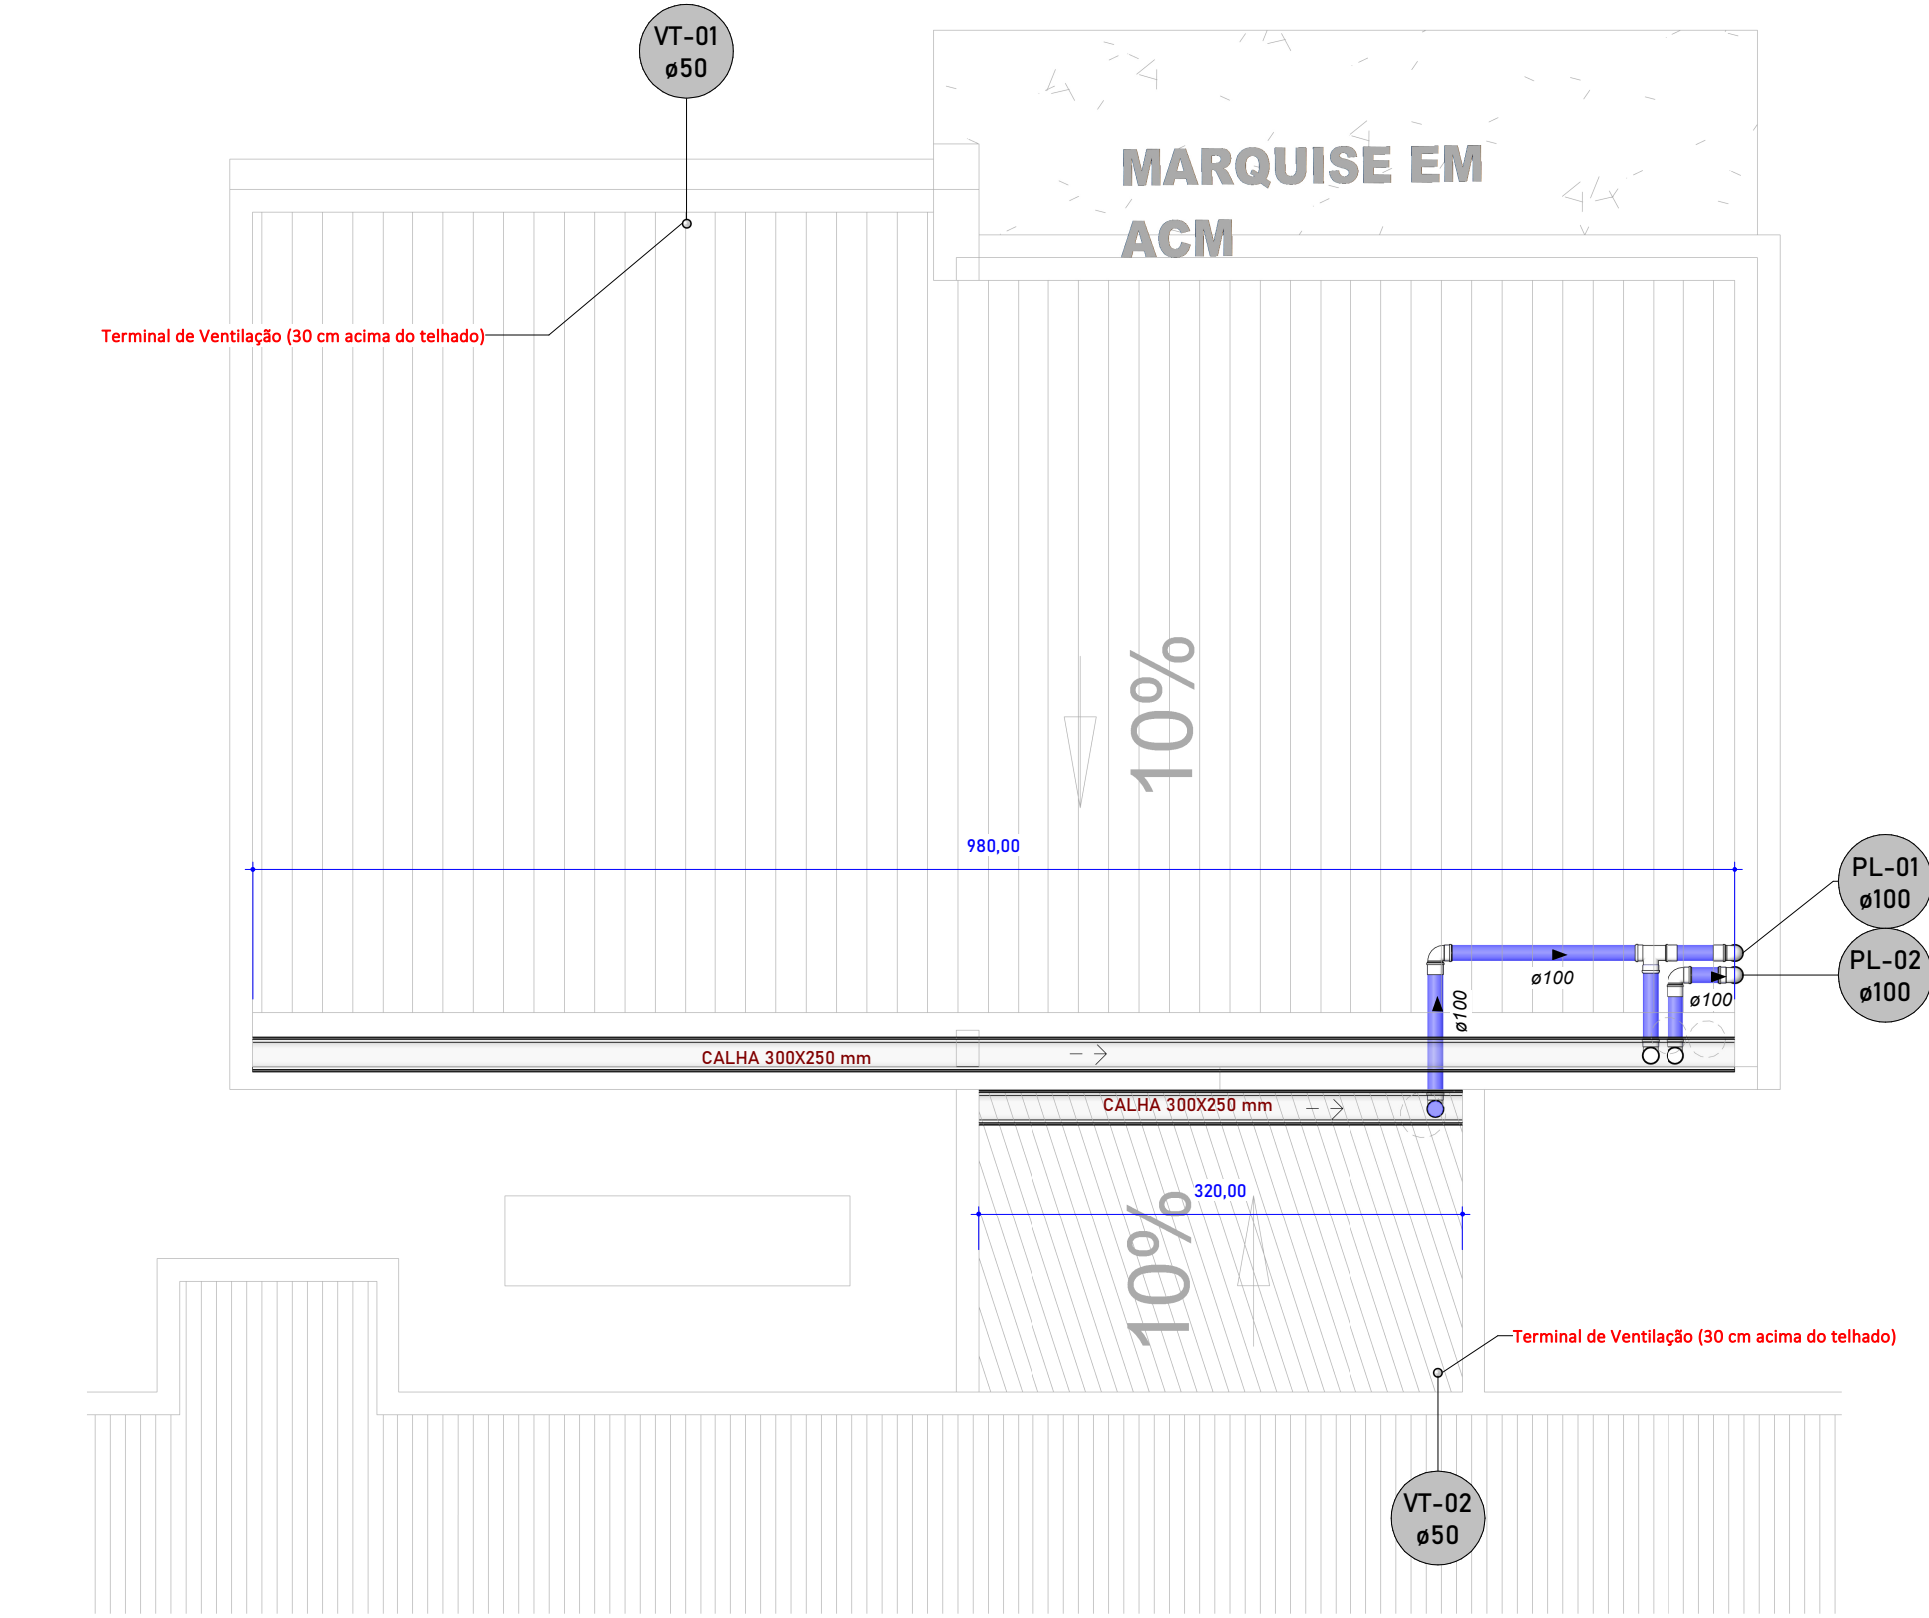 VT-01
ø50
MARQUISE EM
ACM
Terminal de Ventilação (30 cm acima do telhado)
10%
980,00
PL-01
ø100
PL-02
ø100
ø100
ø100
ø100
CALHA 300X250 mm
CALHA 300X250 mm
320,00
10%
Terminal de Ventilação (30 cm acima do telhado)
VT-02
ø50